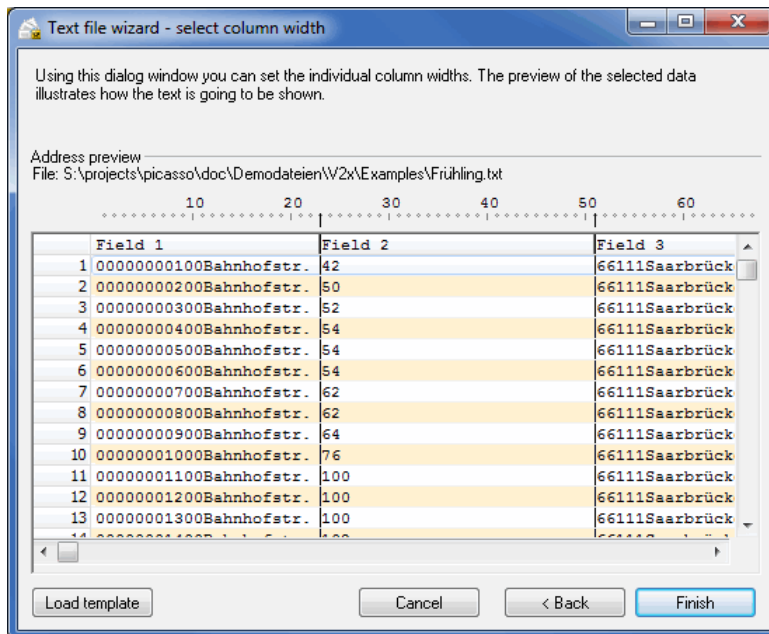 Text file wizard - select column width
Using this dialog window you can set the individual column widths. The preview of the selected data
illustrates how the text is going to be shown.
Address preview
File: S:\projects\picasso\doc\Demodateien\V2x\Examples\Frühling.txt
10 20 30 40 50 60
Field 1 Field 2 Field 3
1 00000000100Bahnhofstr. 42 66111Saarbrück
2 00000000200Bahnhofstr. 50 66111Saarbrück
3 00000000300Bahnhofstr. 52 66111Saarbrück
4 00000000400Bahnhofstr. 54 66111Saarbrück
5 00000000500Bahnhofstr. 54 66111Saarbrück
6 00000000600Bahnhofstr. 54 66111Saarbrück
7 00000000700Bahnhofstr. 62 66111Saarbrück
8 00000000800Bahnhofstr. 62 66111Saarbrück
9 00000000900Bahnhofstr. 64 66111Saarbrück
10 00000001000Bahnhofstr. 76 66111Saarbrück
11 00000001100Bahnhofstr. 100 66111Saarbrück
12 00000001200Bahnhofstr. 100 66111Saarbrück
13 00000001300Bahnhofstr. 100 66111Saarbrück
Load template Cancel < Back Finish